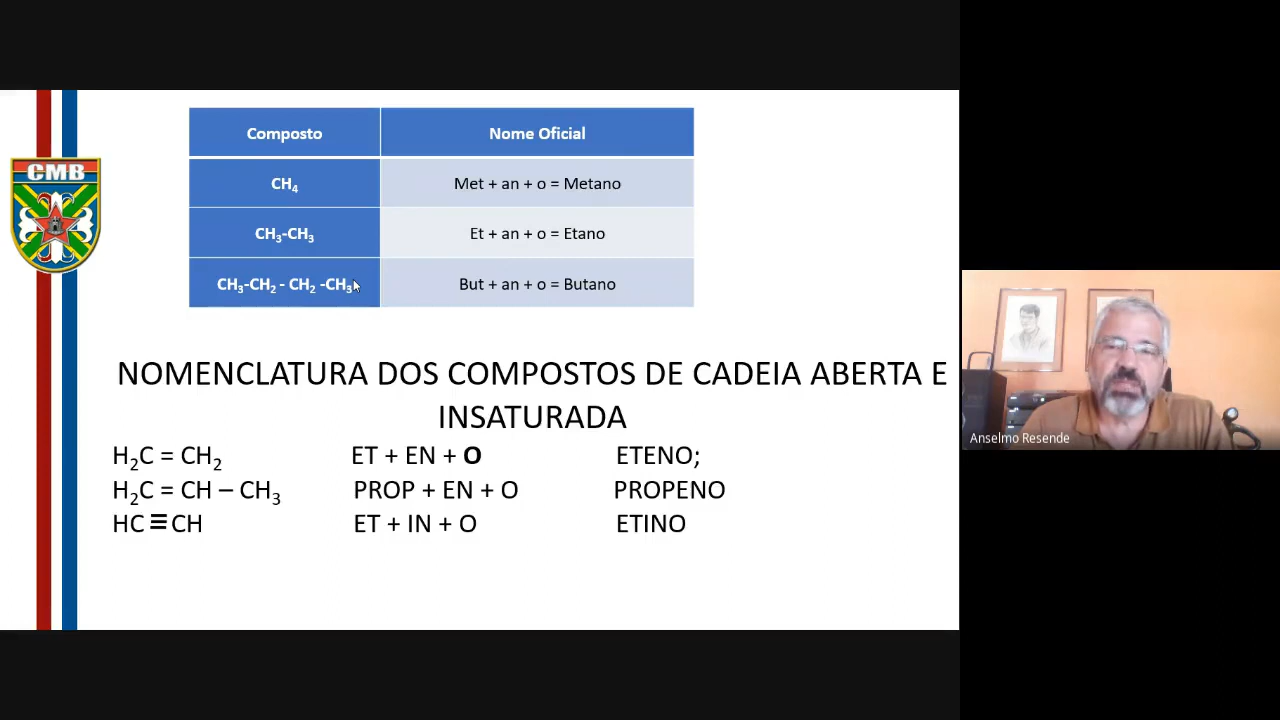 CMB
Composto Nome Oficial
CH₄ Met + an + o = Metano
CH₃-CH₃ Et + an + o = Etano
CH₃-CH₂ - CH₂ -CH₃ But + an + o = Butano
NOMENCLATURA DOS COMPOSTOS DE CADEIA ABERTA E
INSATURADA
H₂C = CH₂ ET + EN + O ETENO;
H₂C = CH – CH₃ PROP + EN + O PROPENO
HC ≡ CH ET + IN + O ETINO
Anselmo Resende